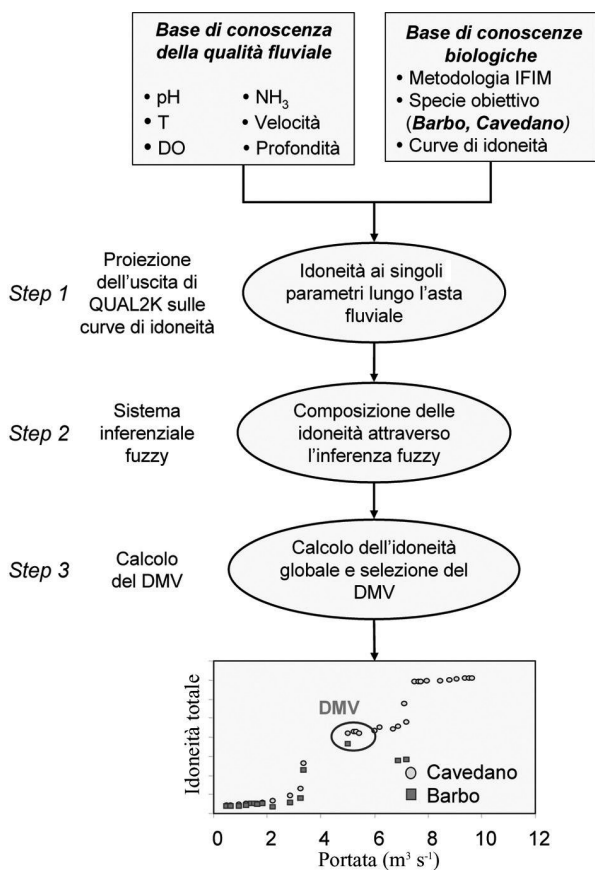 Base di conoscenza
della qualità fluviale
• pH
• T
• DO
• NH₃
• Velocità
• Profondità
Base di conoscenze
biologiche
• Metodologia IFIM
• Specie obiettivo
(Barbo, Cavedano)
• Curve di idoneità
Step 1
Proiezione
dell'uscita di
QUAL2K sulle
curve di idoneità
Idoneità ai singoli
parametri lungo l'asta
fluviale
Step 2
Sistema
inferenziale
fuzzy
Composizione delle
idoneità attraverso
l'inferenza fuzzy
Step 3
Calcolo
del DMV
Calcolo dell'idoneità
globale e selezione del
DMV
Idoneità totale
DMV
Cavedano
Barbo
0 2 4 6 8 10 12
Portata (m³ s⁻¹)